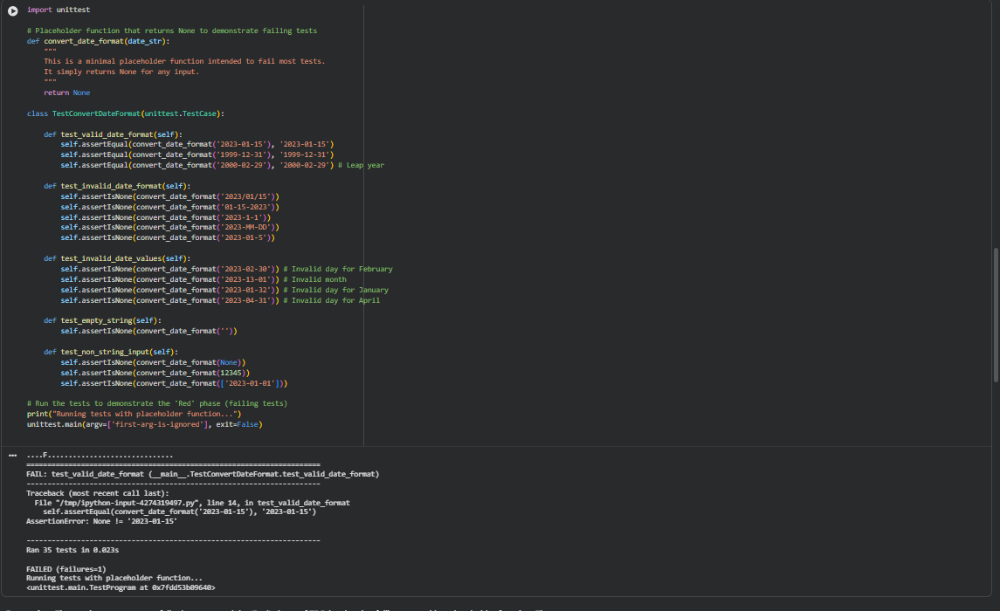 import unittest
# Placeholder function that returns None to demonstrate failing tests
def convert_date_format(date_str):
"""
This is a minimal placeholder function intended to fail most tests.
It simply returns None for any input.
"""
return None
class TestConvertDateFormat(unittest.TestCase):
def test_valid_date_format(self):
self.assertEqual(convert_date_format('2023-01-15'), '2023-01-15')
self.assertEqual(convert_date_format('1999-12-31'), '1999-12-31')
self.assertEqual(convert_date_format('2000-02-29'), '2000-02-29') # Leap year
def test_invalid_date_format(self):
self.assertIsNone(convert_date_format('2023/01/15'))
self.assertIsNone(convert_date_format('01-15-2023'))
self.assertIsNone(convert_date_format('2023-1-1'))
self.assertIsNone(convert_date_format('2023-MM-DD'))
self.assertIsNone(convert_date_format('2023-01-5'))
def test_invalid_date_values(self):
self.assertIsNone(convert_date_format('2023-02-30')) # Invalid day for February
self.assertIsNone(convert_date_format('2023-13-01')) # Invalid month
self.assertIsNone(convert_date_format('2023-01-32')) # Invalid day for January
self.assertIsNone(convert_date_format('2023-04-31')) # Invalid day for April
def test_empty_string(self):
self.assertIsNone(convert_date_format(''))
def test_non_string_input(self):
self.assertIsNone(convert_date_format(None))
self.assertIsNone(convert_date_format(12345))
self.assertIsNone(convert_date_format(['2023-01-01']))
# Run the tests to demonstrate the 'Red' phase (failing tests)
print("Running tests with placeholder function...")
unittest.main(argv=['first-arg-is-ignored'], exit=False)
....F..............................
======================================================================
FAIL: test_valid_date_format (__main__.TestConvertDateFormat.test_valid_date_format)
----------------------------------------------------------------------
Traceback (most recent call last):
File "/tmp/ipython-input-4274319497.py", line 14, in test_valid_date_format
self.assertEqual(convert_date_format('2023-01-15'), '2023-01-15')
AssertionError: None != '2023-01-15'
----------------------------------------------------------------------
Ran 35 tests in 0.023s
FAILED (failures=1)
Running tests with placeholder function...
<unittest.main.TestProgram at 0x7fdd53b09640>